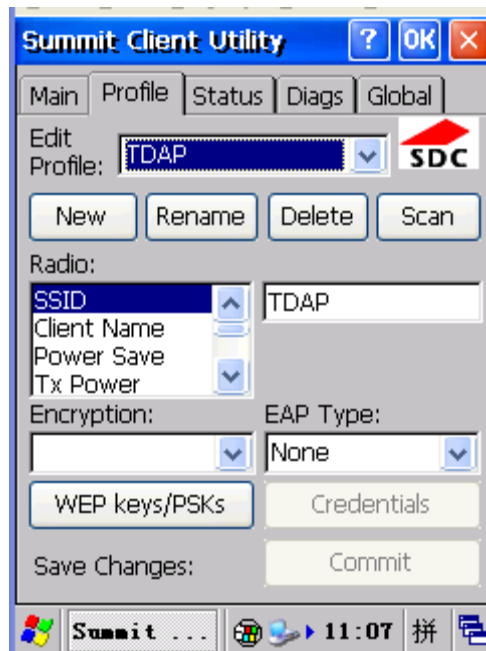 Summit Client Utility ? OK
Main Profile Status Diags Global
Edit Profile: TDAP SDC
New Rename Delete Scan
Radio:
SSID TDAP
Client Name
Power Save
Tx Power
Encryption: EAP Type:
None
WEP keys/PSKs Credentials
Save Changes: Commit
Summit ... 11:07 拼